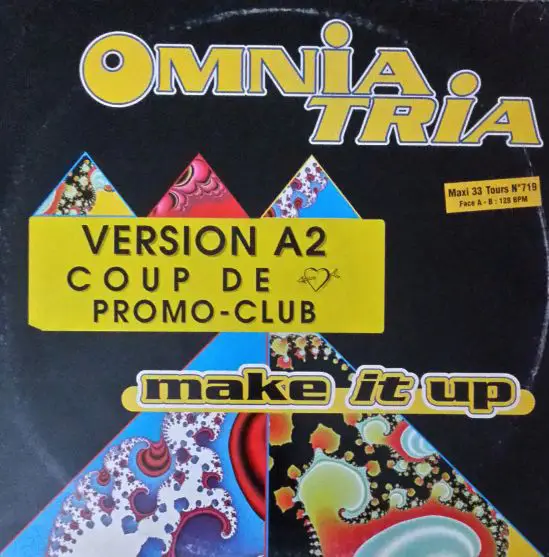 OMNIA
TRIA
Maxi 33 Tours N°719
Face A - B : 128 BPM
VERSION A2
COUP DE
PROMO-CLUB
make it up